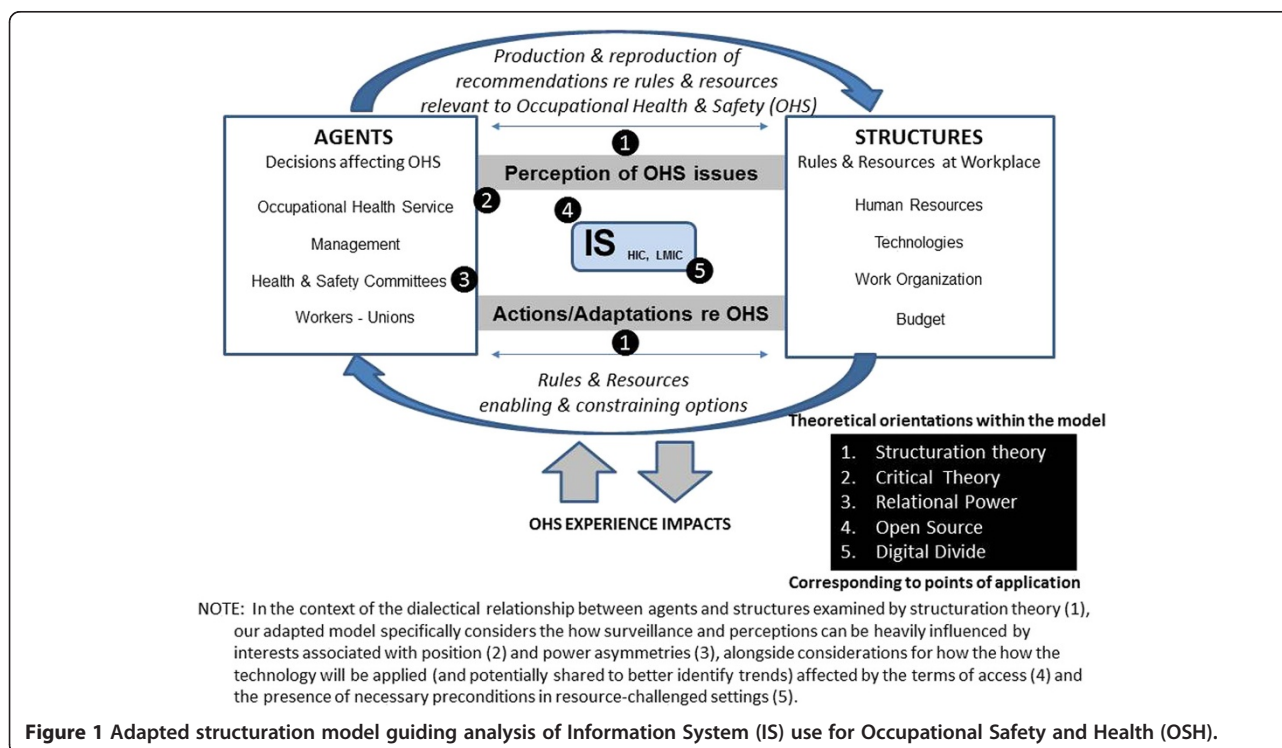 Production & reproduction of
recommendations re rules & resources
relevant to Occupational Health & Safety (OHS)
AGENTS
Decisions affecting OHS
Occupational Health Service
Management
Health & Safety Committees
Workers - Unions
1
Perception of OHS issues
2
4
IS HIC, LMIC
5
3
Actions/Adaptations re OHS
1
Rules & Resources
enabling & constraining options
STRUCTURES
Rules & Resources at Workplace
Human Resources
Technologies
Work Organization
Budget
OHS EXPERIENCE IMPACTS
Theoretical orientations within the model
1. Structuration theory
2. Critical Theory
3. Relational Power
4. Open Source
5. Digital Divide
Corresponding to points of application
NOTE: In the context of the dialectical relationship between agents and structures examined by structuration theory (1),
our adapted model specifically considers the how surveillance and perceptions can be heavily influenced by
interests associated with position (2) and power asymmetries (3), alongside considerations for how the how the
technology will be applied (and potentially shared to better identify trends) affected by the terms of access (4) and
the presence of necessary preconditions in resource-challenged settings (5).
Figure 1 Adapted structuration model guiding analysis of Information System (IS) use for Occupational Safety and Health (OSH).